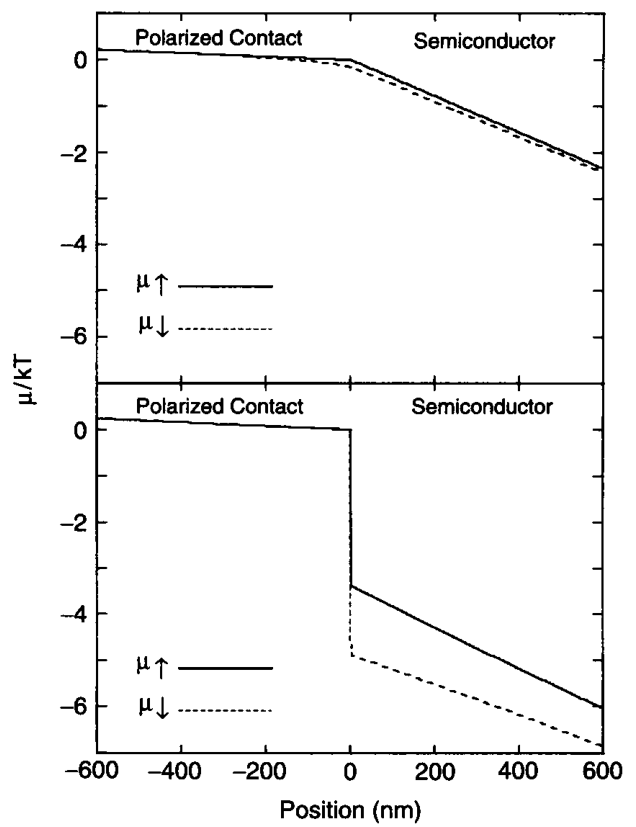 Polarized Contact Semiconductor
0
−2
−4
−6
μ↑
μ↓
μ/kT
Polarized Contact Semiconductor
0
−2
−4
−6
μ↑
μ↓
−600 −400 −200 0 200 400 600
Position (nm)